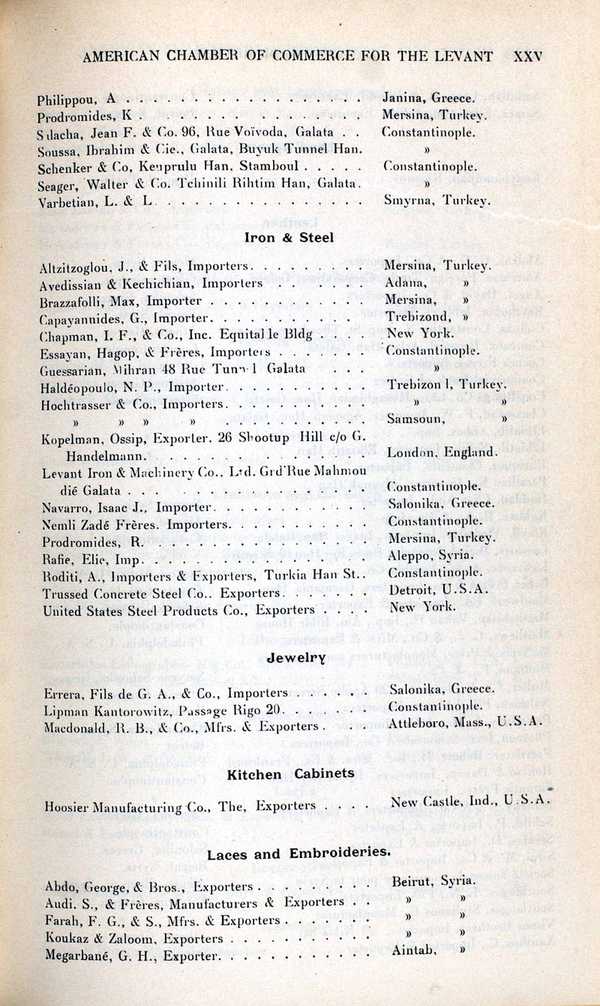 AMERICAN CHAMBER OF COMMERCE FOR THE LEVANT XXV
Philippou, A . . . . . . . . . . . . . . . . . Janina, Greece.
Prodromides, K . . . . . . . . . . . . . . . . Mersina, Turkey.
Sdacha, Jean F. & Co. 96, Rue Voïvoda, Galata . . Constantinople.
Soussa, Ibrahim & Cie., Galata, Buyuk Tunnel Han. »
Schenker & Co, Keuprulu Han, Stamboul . . . . . Constantinople.
Seager, Walter & Co. Tchinili Rihtim Han, Galata. »
Varbetian, L. & L. . . . . . . . . . . . . . . . Smyrna, Turkey.
Iron & Steel
Altzitzoglou, J., & Fils, Importers. . . . . . . . Mersina, Turkey.
Avedissian & Kechichian, Importers . . . . . . Adana, »
Brazzafolli, Max, Importer . . . . . . . . . . . Mersina, »
Capayannides, G., Importer. . . . . . . . . . . Trebizond, »
Chapman, I. F., & Co., Inc. Equitable Bldg . . . . New York.
Essayan, Hagop, & Frères, Importers . . . . . . . Constantinople.
Guessarian, Mihran 48 Rue Tunnel Galata . . . »
Haldéopoulo, N. P., Importer. . . . . . . . . . Trebizond, Turkey.
Hochtrasser & Co., Importers. . . . . . . . . . » »
» » » » . . . . . . . . . . Samsoun, »
Kopelman, Ossip, Exporter. 26 Shootup Hill c/o G.
Handelmann. . . . . . . . . . . . . . . London, England.
Levant Iron & Machinery Co., Ltd. Grd'Rue Mahmou
dié Galata . . . . . . . . . . . . . . . . Constantinople.
Navarro, Isaac J., Importer. . . . . . . . . . . . Salonika, Greece.
Nemli Zadé Frères. Importers. . . . . . . . . . . Constantinople.
Prodromides, R. . . . . . . . . . . . . . . . . Mersina, Turkey.
Rafie, Elie, Imp. . . . . . . . . . . . . . . . Aleppo, Syria.
Roditi, A., Importers & Exporters, Turkia Han St.. Constantinople.
Trussed Concrete Steel Co.. Exporters. . . . . . . Detroit, U.S.A.
United States Steel Products Co., Exporters . . . . New York.
Jewelry
Errera, Fils de G. A., & Co., Importers . . . . . . Salonika, Greece.
Lipman Kantorowitz, Passage Rigo 20. . . . . . . Constantinople.
Macdonald, R. B., & Co., Mfrs. & Exporters . . . . Attleboro, Mass., U.S.A.
Kitchen Cabinets
Hoosier Manufacturing Co., The, Exporters . . . . New Castle, Ind., U.S.A.
Laces and Embroideries.
Abdo, George, & Bros., Exporters . . . . . . . . . Beirut, Syria.
Audi. S., & Frères, Manufacturers & Exporters . . » »
Farah, F. G., & S., Mfrs. & Exporters . . . . . . . » »
Koukaz & Zaloom, Exporters . . . . . . . . . . . » »
Megarbané, G. H., Exporter. . . . . . . . . . . . Aintab, »